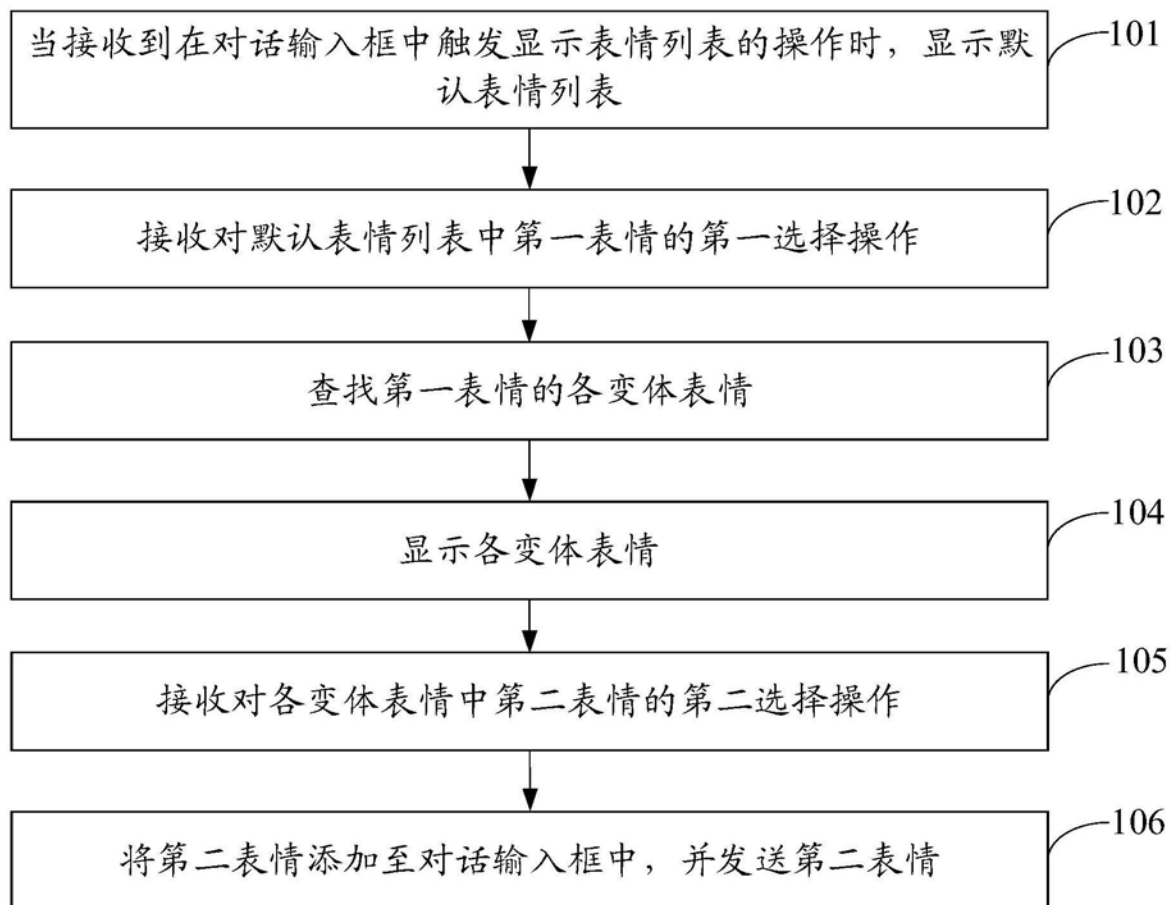 当接收到在对话输入框中触发显示表情列表的操作时，显示默
认表情列表
101
接收对默认表情列表中第一表情的第一选择操作
102
查找第一表情的各变体表情
103
显示各变体表情
104
接收对各变体表情中第二表情的第二选择操作
105
将第二表情添加至对话输入框中，并发送第二表情
106